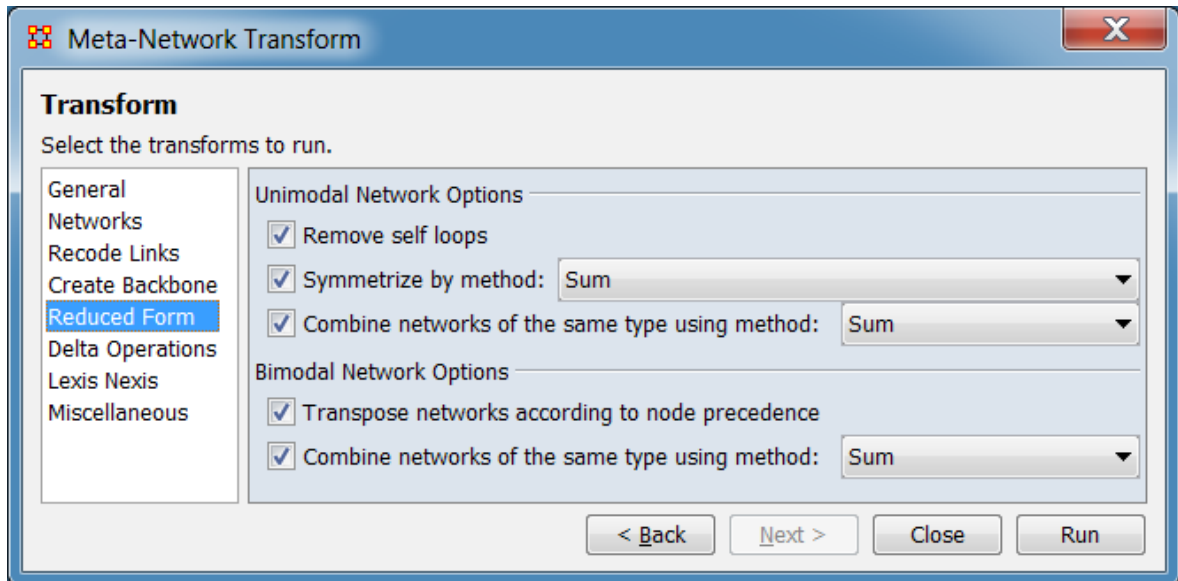 Meta-Network Transform
X
Transform
Select the transforms to run.
General
Networks
Recode Links
Create Backbone
Reduced Form
Delta Operations
Lexis Nexis
Miscellaneous
Unimodal Network Options
Remove self loops
Symmetrize by method: Sum
Combine networks of the same type using method: Sum
Bimodal Network Options
Transpose networks according to node precedence
Combine networks of the same type using method: Sum
< Back Next > Close Run